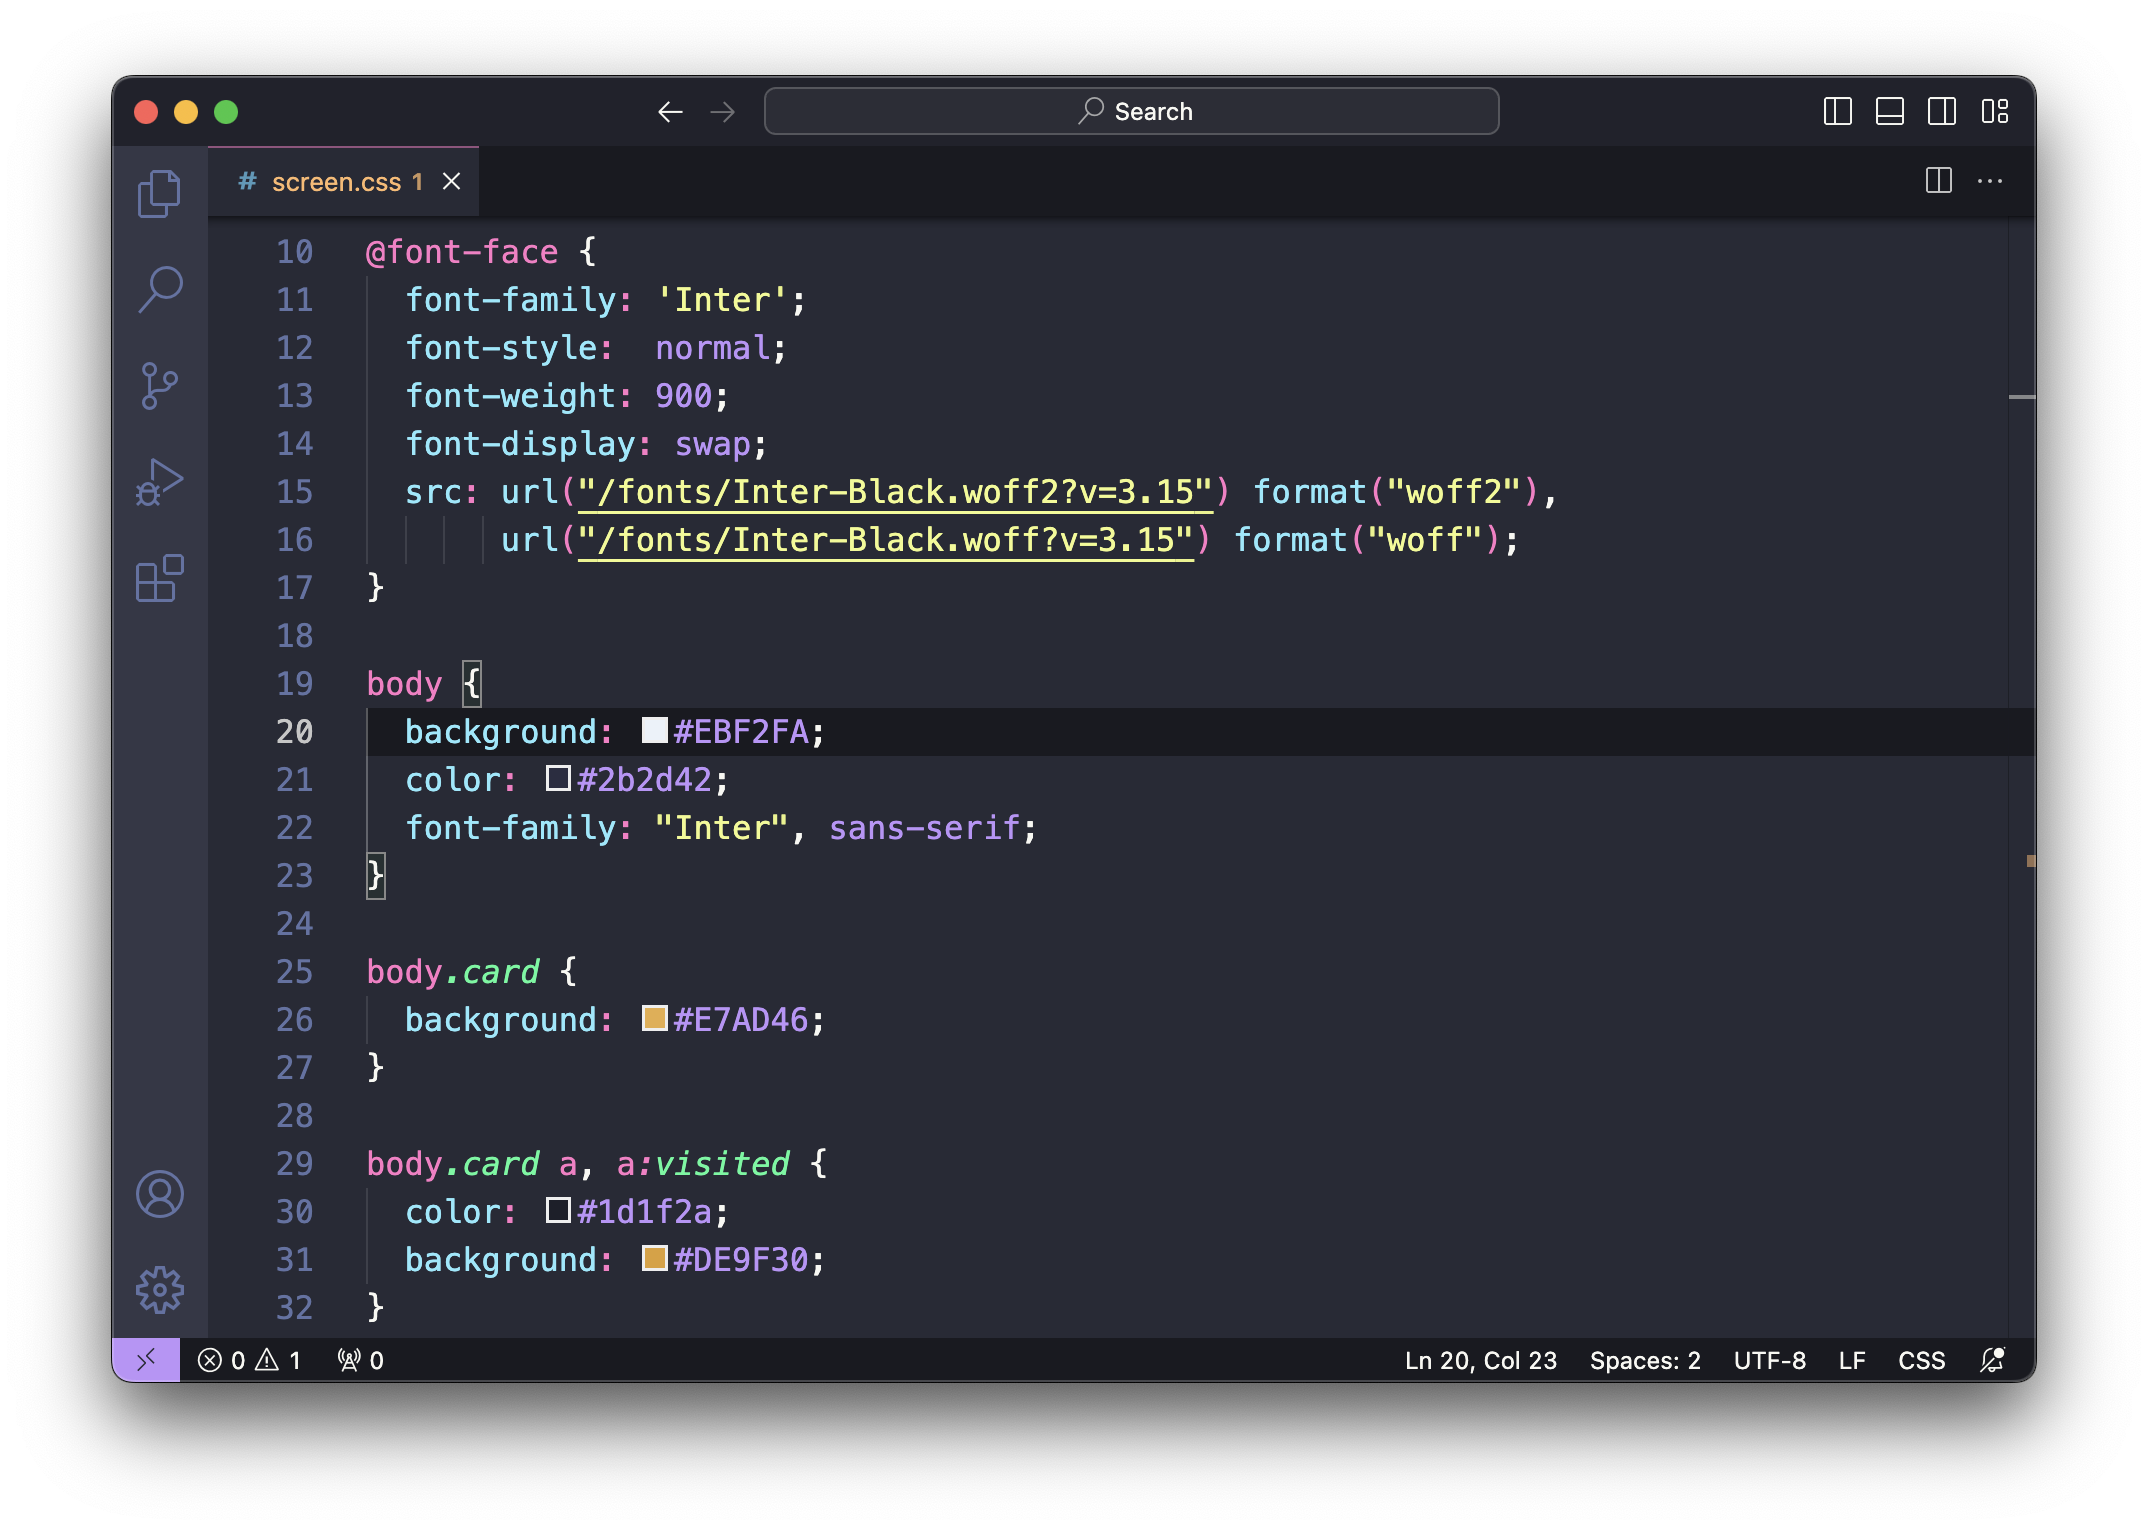 Search
# screen.css 1
10 @font-face {
11 font-family: 'Inter';
12 font-style:  normal;
13 font-weight: 900;
14 font-display: swap;
15 src: url("/fonts/Inter-Black.woff2?v=3.15") format("woff2"),
16 url("/fonts/Inter-Black.woff?v=3.15") format("woff");
17 }
18
19 body {
20 background: #EBF2FA;
21 color: #2b2d42;
22 font-family: "Inter", sans-serif;
23 }
24
25 body.card {
26 background: #E7AD46;
27 }
28
29 body.card a, a:visited {
30 color: #1d1f2a;
31 background: #DE9F30;
32 }
0 1 0 Ln 20, Col 23 Spaces: 2 UTF-8 LF CSS